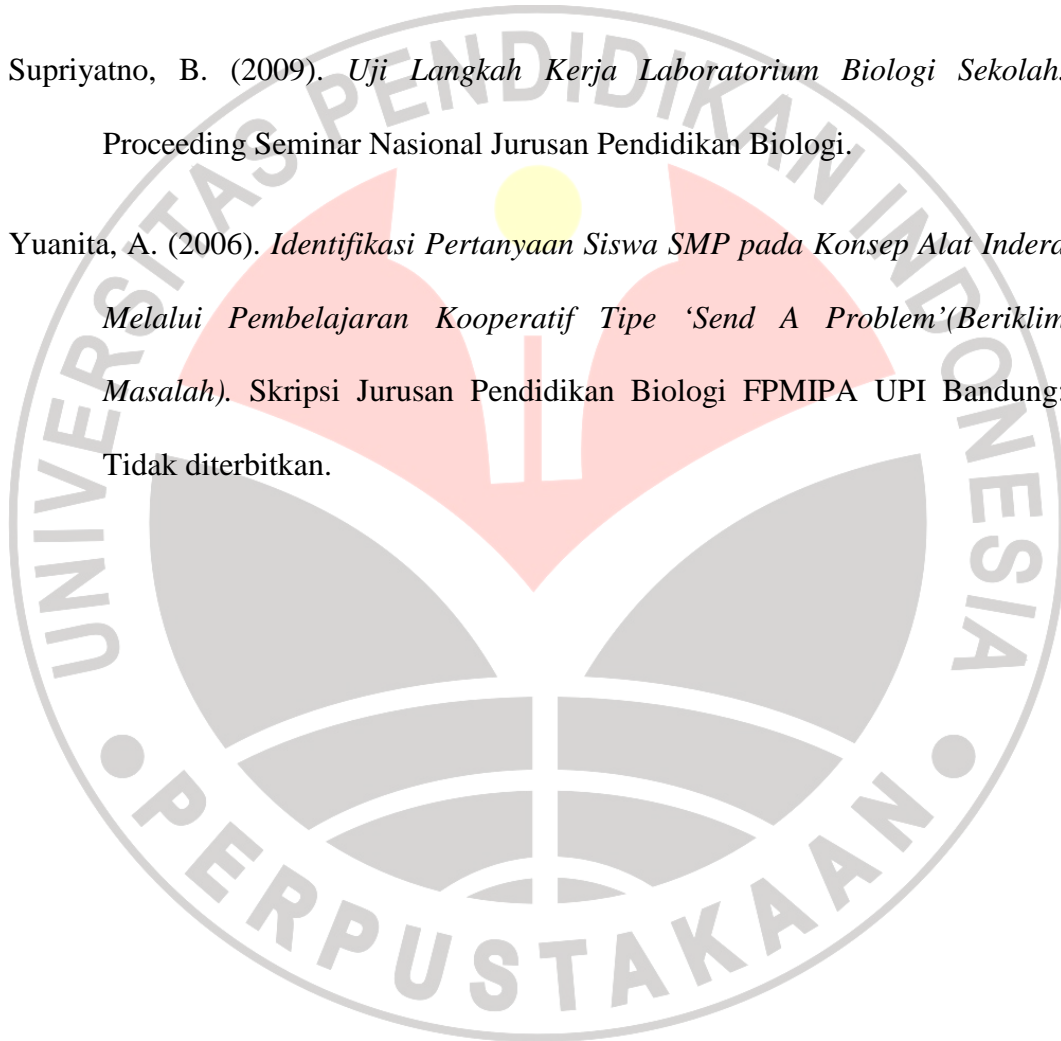 Supriyatno, B. (2009). Uji Langkah Kerja Laboratorium Biologi Sekolah.
Proceeding Seminar Nasional Jurusan Pendidikan Biologi.
Yuanita, A. (2006). Identifikasi Pertanyaan Siswa SMP pada Konsep Alat Indera
Melalui Pembelajaran Kooperatif Tipe ‘Send A Problem’(Beriklim
Masalah). Skripsi Jurusan Pendidikan Biologi FPMIPA UPI Bandung:
Tidak diterbitkan.
UNIVERSITAS PENDIDIKAN INDONESIA
PERPUSTAKAAN